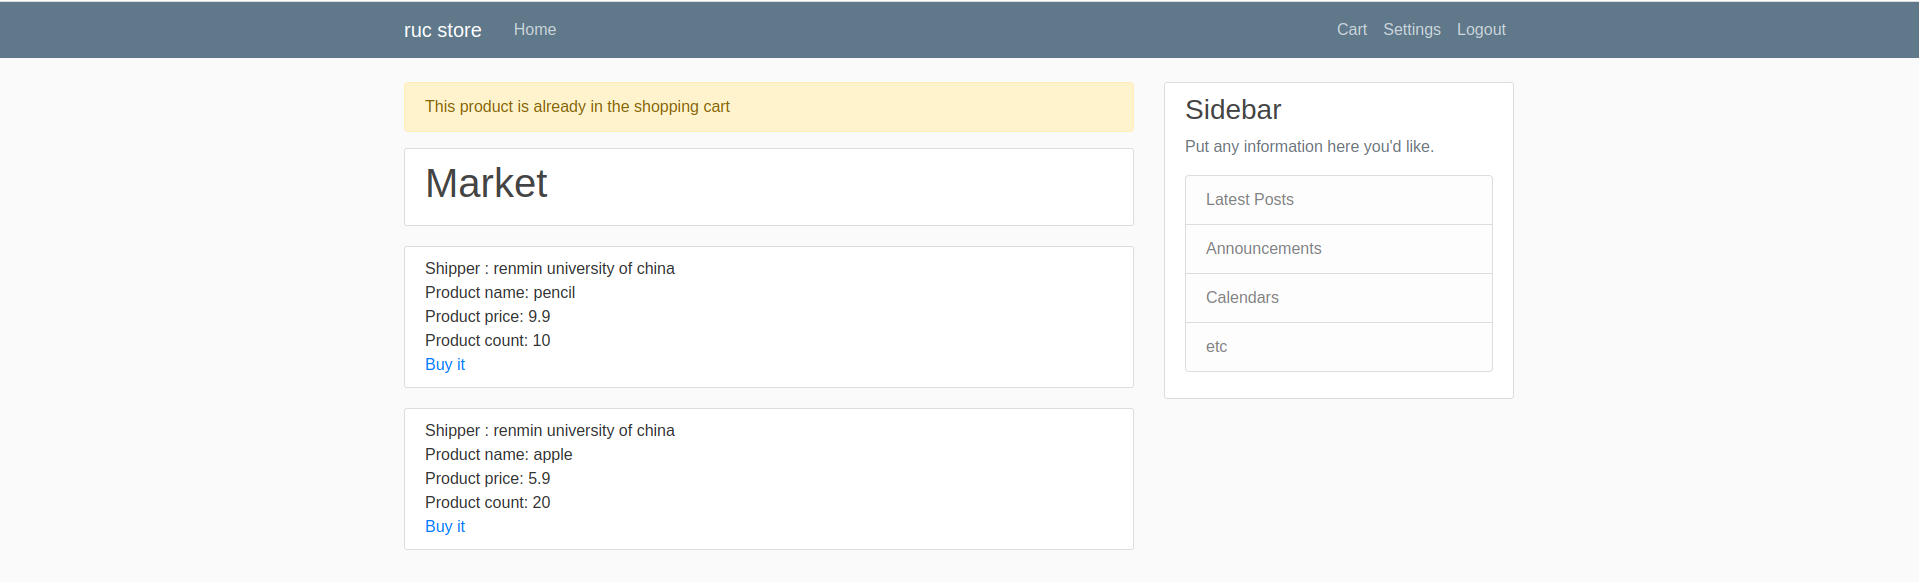 ruc store Home Cart Settings Logout
This product is already in the shopping cart
Market
Shipper : renmin university of china
Product name: pencil
Product price: 9.9
Product count: 10
Buy it
Shipper : renmin university of china
Product name: apple
Product price: 5.9
Product count: 20
Buy it
Sidebar
Put any information here you'd like.
Latest Posts
Announcements
Calendars
etc